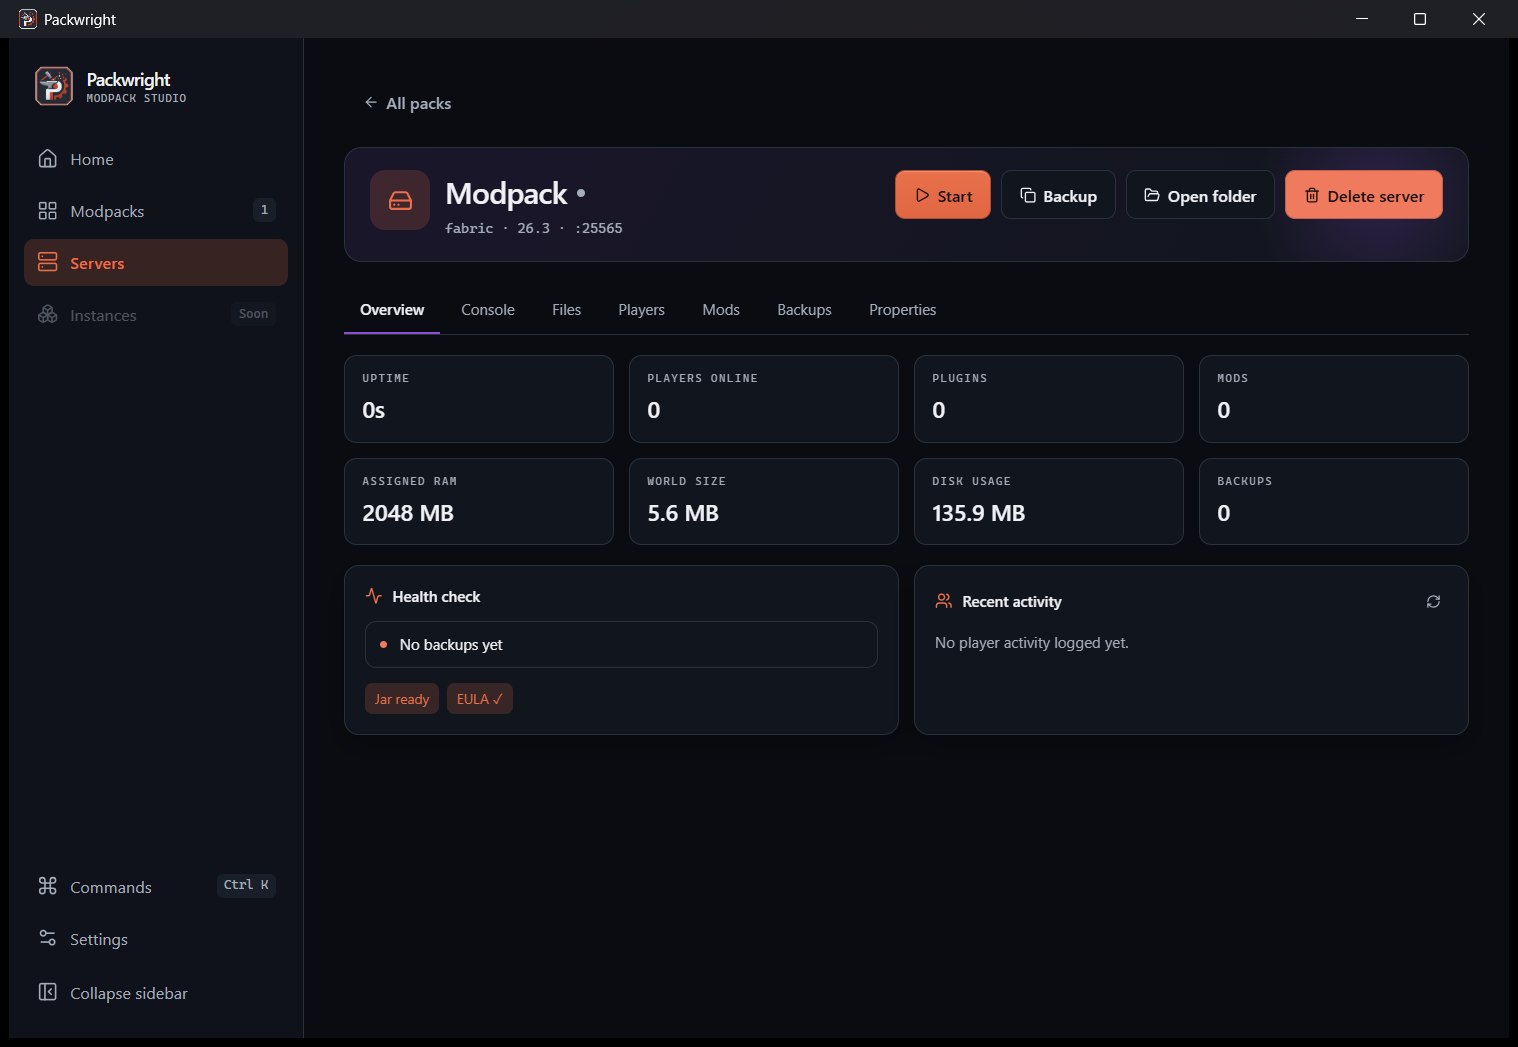 Packwright
Packwright
MODPACK STUDIO
Home
Modpacks 1
Servers
Instances Soon
Commands Ctrl K
Settings
Collapse sidebar
← All packs
Modpack
fabric · 26.3 · :25565
Start
Backup
Open folder
Delete server
Overview Console Files Players Mods Backups Properties
UPTIME
0s
PLAYERS ONLINE
0
PLUGINS
0
MODS
0
ASSIGNED RAM
2048 MB
WORLD SIZE
5.6 MB
DISK USAGE
135.9 MB
BACKUPS
0
Health check
No backups yet
Jar ready
EULA ✓
Recent activity
No player activity logged yet.